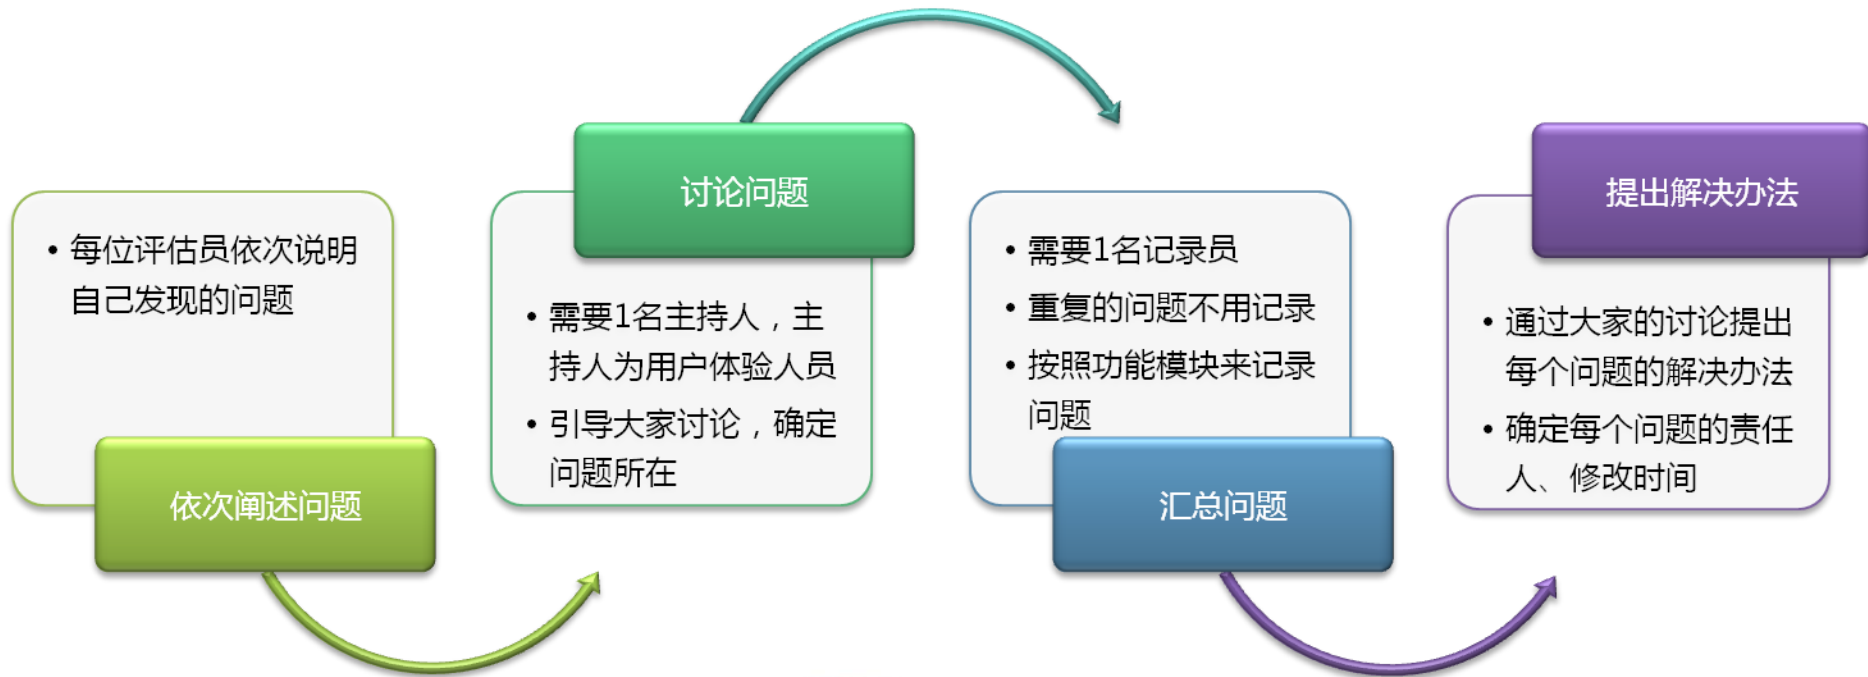 • 每位评估员依次说明
自己发现的问题
依次阐述问题
讨论问题
• 需要1名主持人，主
持人为用户体验人员
• 引导大家讨论，确定
问题所在
• 需要1名记录员
• 重复的问题不用记录
• 按照功能模块来记录
问题
汇总问题
提出解决办法
• 通过大家的讨论提出
每个问题的解决办法
• 确定每个问题的责任
人、修改时间